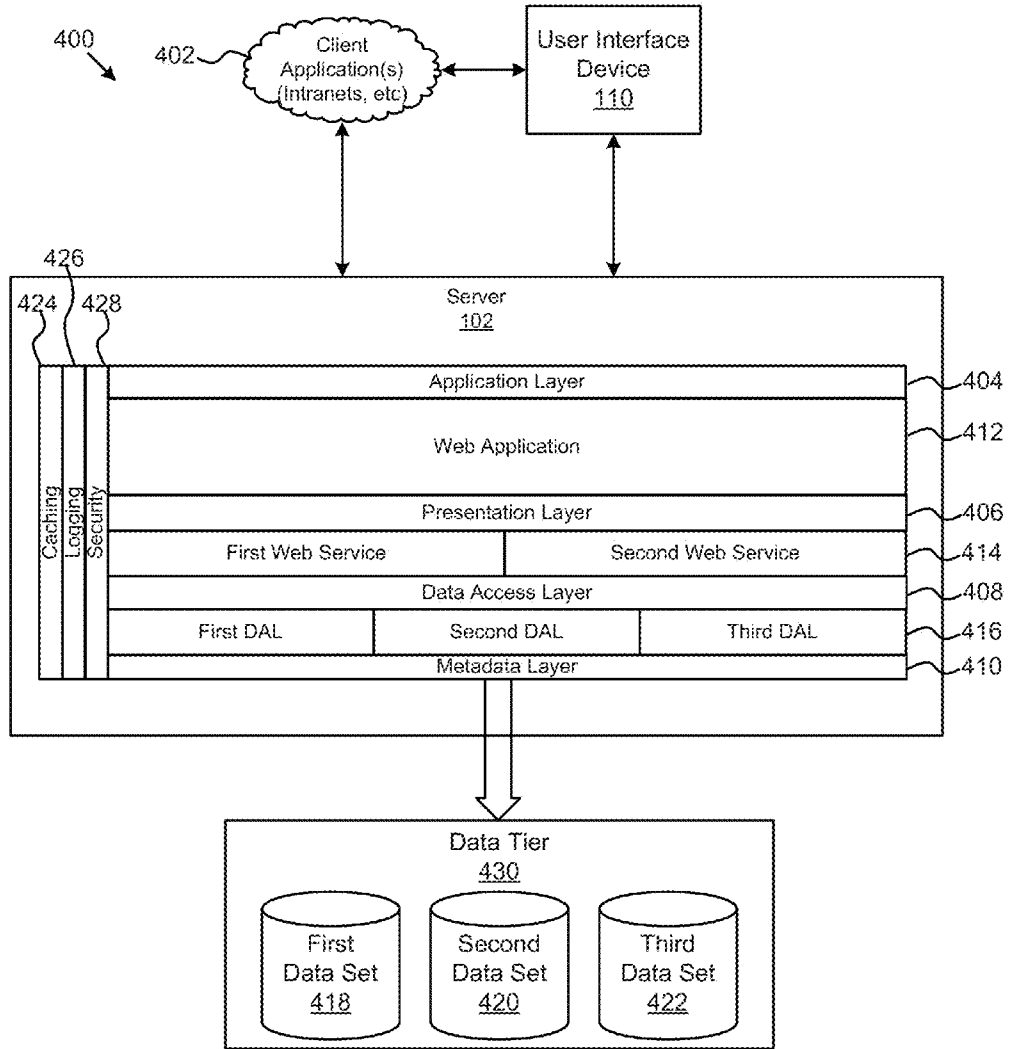 400
402
Client
Application(s)
(Intranets, etc)
User Interface
Device
110
426
424
428
Server
102
Application Layer
404
Web Application
412
Presentation Layer
406
First Web Service
Second Web Service
414
Data Access Layer
408
First DAL
Second DAL
Third DAL
416
Metadata Layer
410
Caching
Logging
Security
Data Tier
430
First
Data Set
418
Second
Data Set
420
Third
Data Set
422